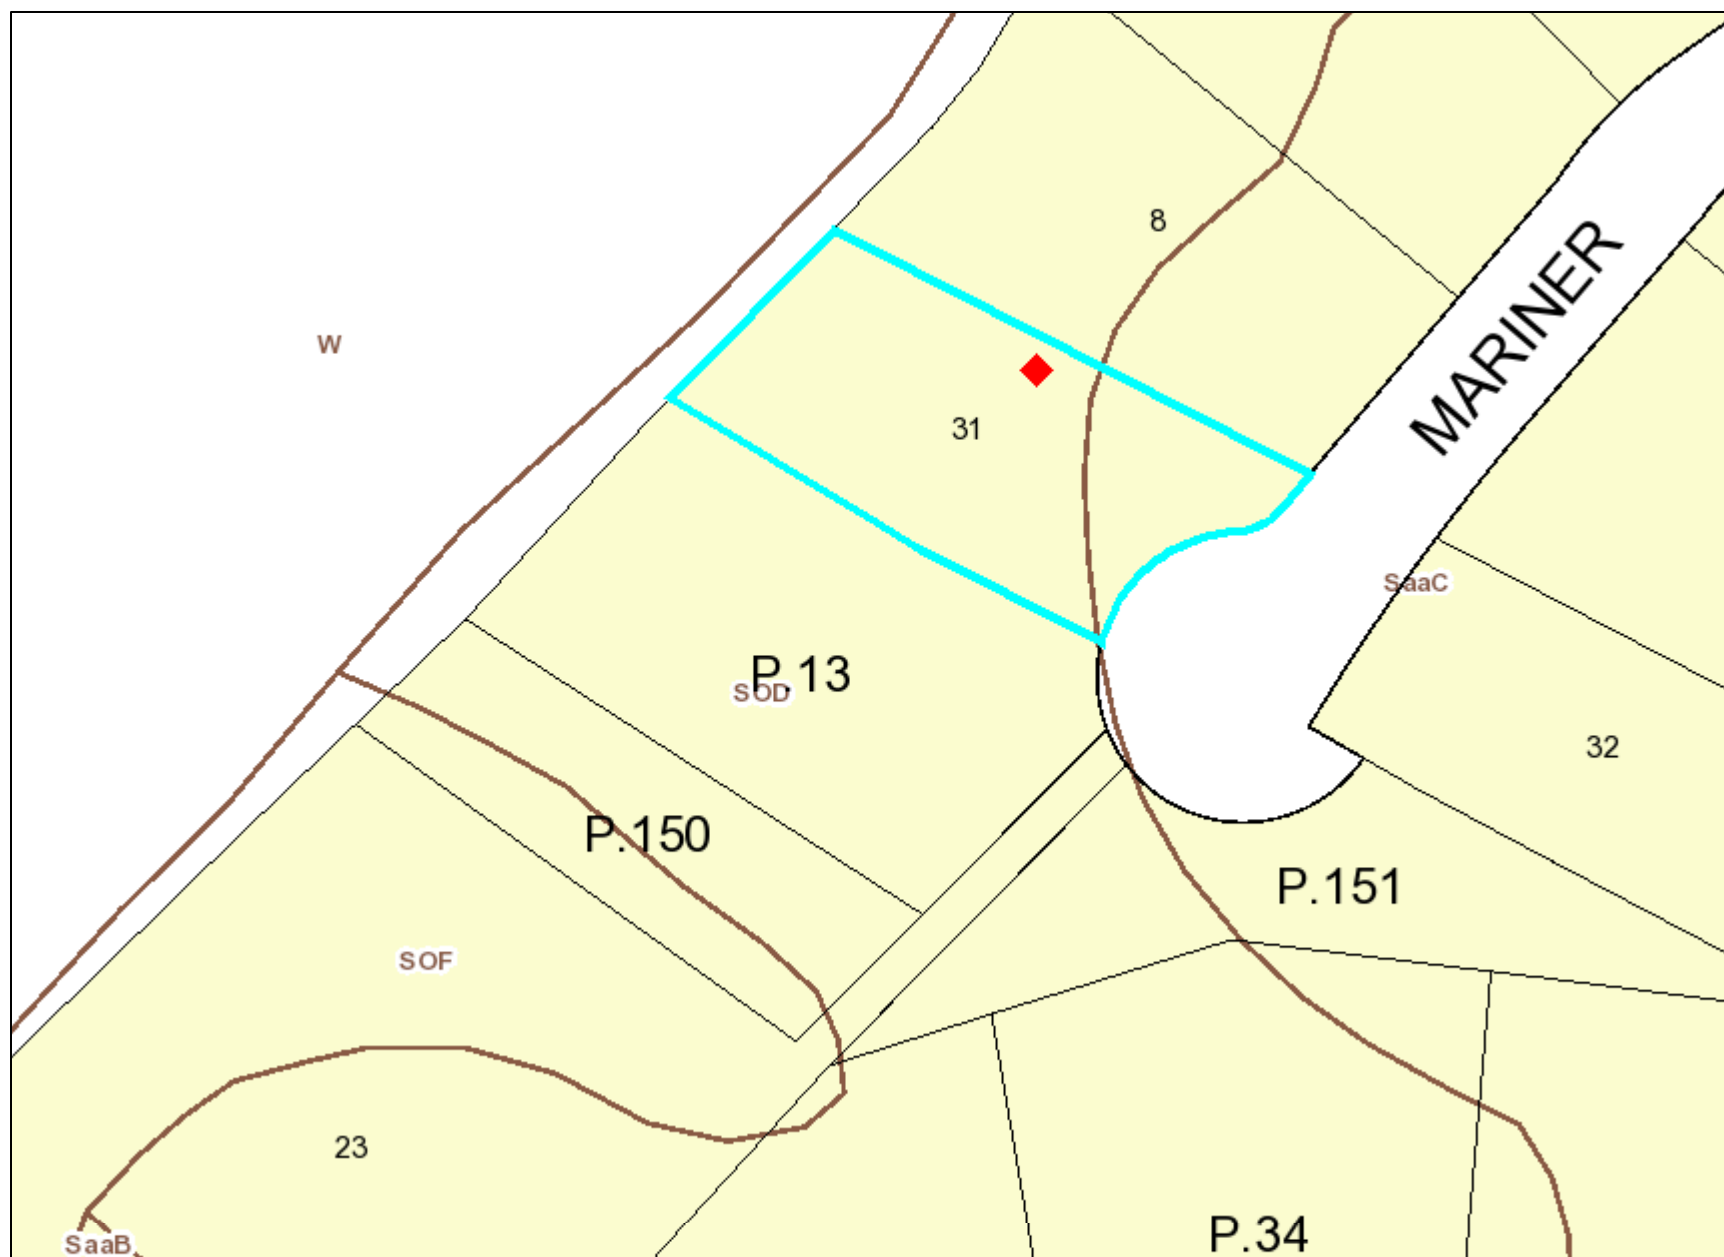 8
MARINER
W
31
SaaC
P.13
SOD
32
P.150
P.151
SOF
23
P.34
SaaB